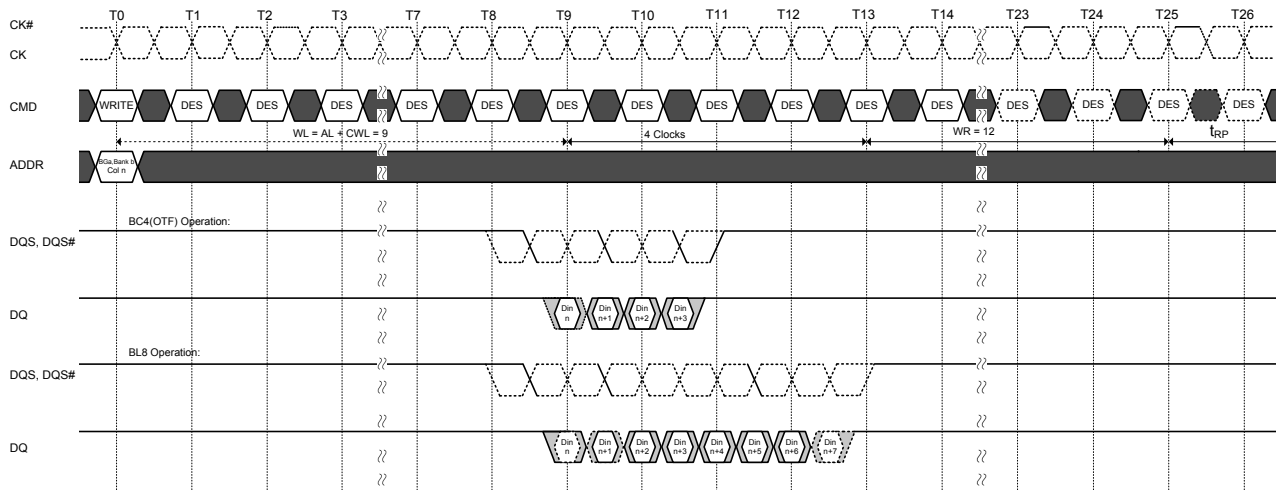 T0 T1 T2 T3 T7 T8 T9 T10 T11 T12 T13 T14 T23 T24 T25 T26
CK#
CK
CMD WRITE DES DES DES DES DES DES DES DES DES DES DES DES DES DES DES
WL = AL + CWL = 9 4 Clocks WR = 12 tRP
ADDR BGa,Bank b
Col n
BC4(OTF) Operation:
DQS, DQS#
DQ Din n Din n+1 Din n+2 Din n+3
BL8 Operation:
DQS, DQS#
DQ Din n Din n+1 Din n+2 Din n+3 Din n+4 Din n+5 Din n+6 Din n+7